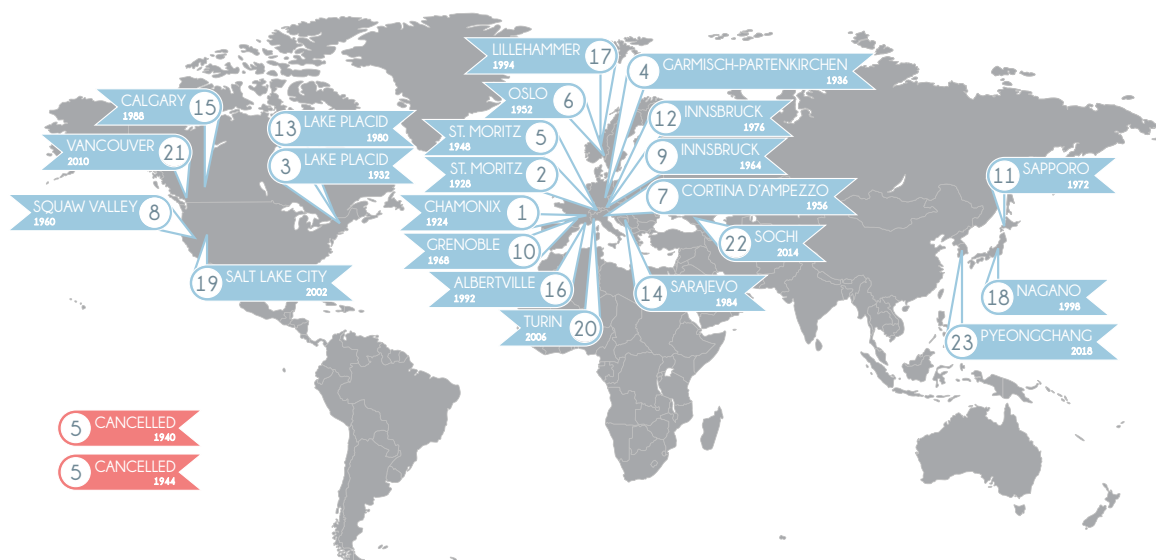 LILLEHAMMER
1994
17
4
GARMISCH-PARTENKIRCHEN
1936
CALGARY
1988
15
OSLO
1952
6
13
LAKE PLACID
1980
12
INNSBRUCK
1976
VANCOUVER
2010
21
ST. MORITZ
1948
5
3
LAKE PLACID
1932
9
INNSBRUCK
1964
ST. MORITZ
1928
2
11
SAPPORO
1972
SQUAW VALLEY
1960
8
CHAMONIX
1924
1
7
CORTINA D'AMPEZZO
1956
GRENOBLE
1968
10
22
SOCHI
2014
19
SALT LAKE CITY
2002
ALBERTVILLE
1992
16
14
SARAJEVO
1984
18
NAGANO
1998
TURIN
2006
20
23
PYEONGCHANG
2018
5
CANCELLED
1940
5
CANCELLED
1944